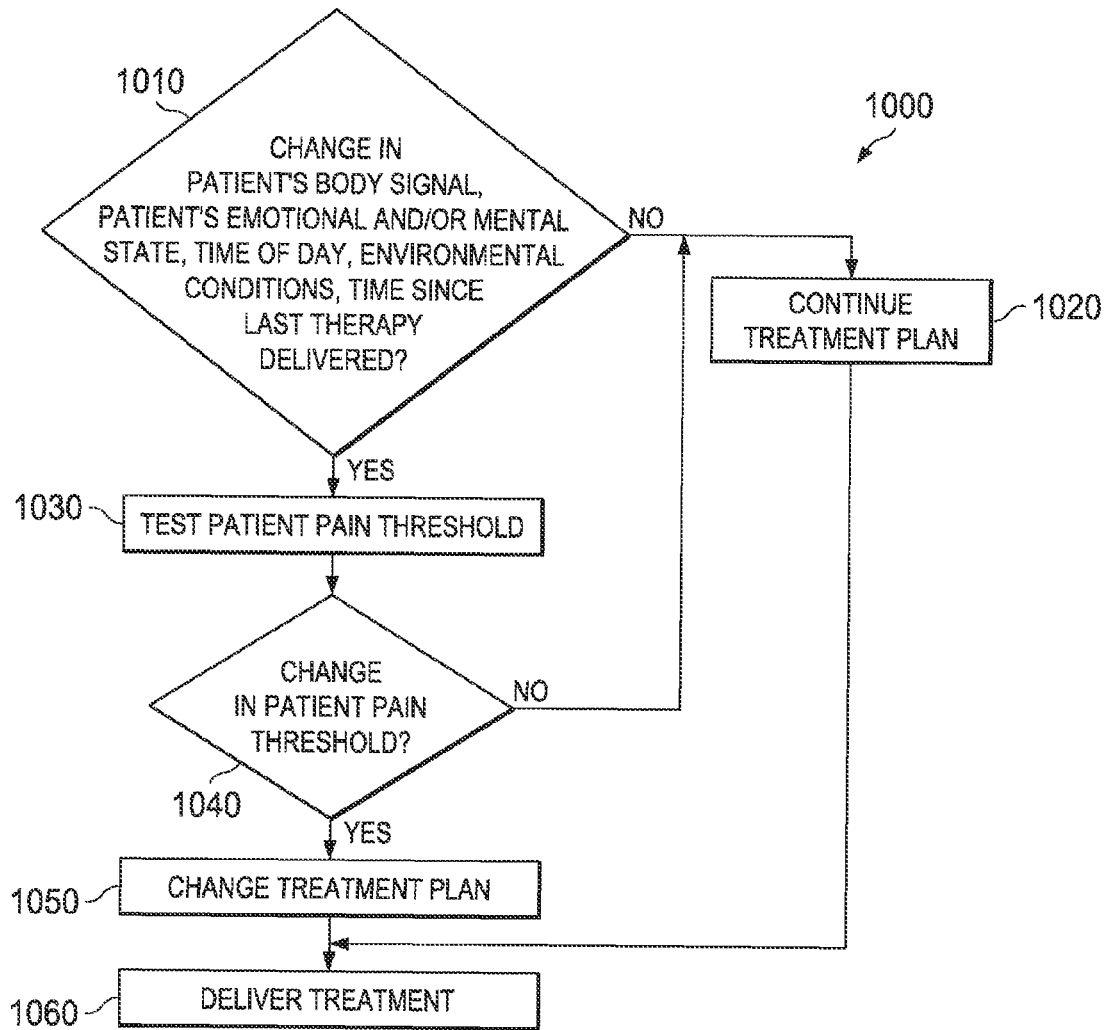 1010
1000
CHANGE IN
PATIENT'S BODY SIGNAL,
PATIENT'S EMOTIONAL AND/OR MENTAL
STATE, TIME OF DAY, ENVIRONMENTAL
CONDITIONS, TIME SINCE
LAST THERAPY
DELIVERED?
NO
CONTINUE
TREATMENT PLAN
1020
YES
1030
TEST PATIENT PAIN THRESHOLD
CHANGE
IN PATIENT PAIN
THRESHOLD?
NO
1040
YES
1050
CHANGE TREATMENT PLAN
1060
DELIVER TREATMENT